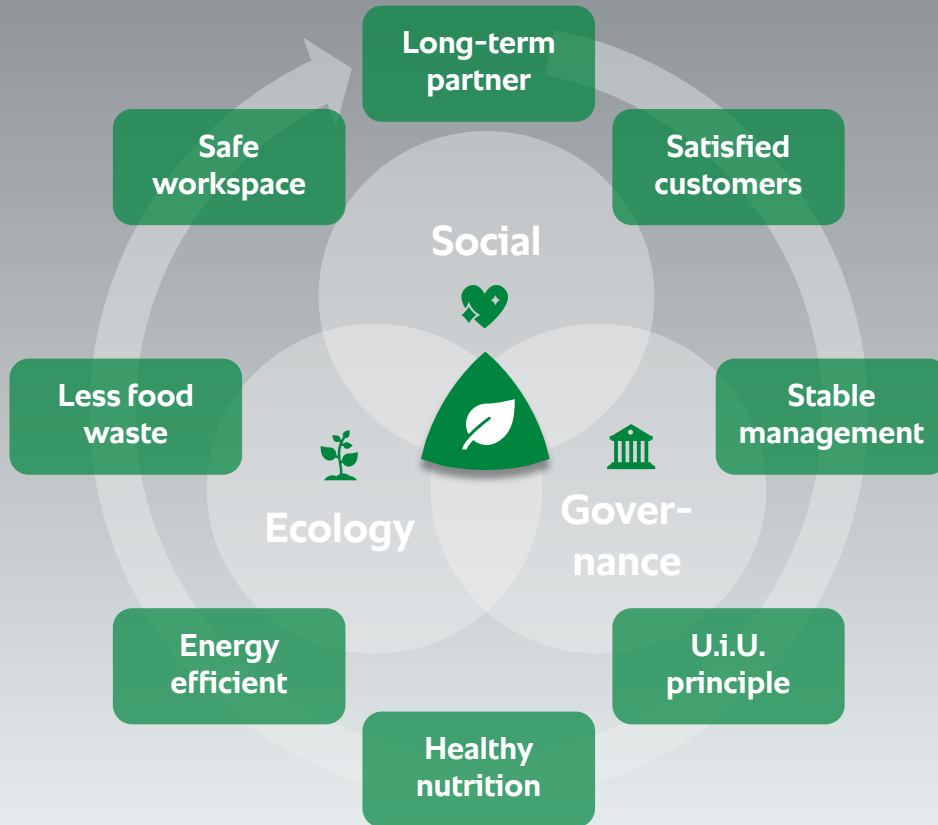 Long-term
partner
Safe
workspace
Satisfied
customers
Social
Less food
waste
Stable
management
Ecology
Gover-
nance
Energy
efficient
U.i.U.
principle
Healthy
nutrition